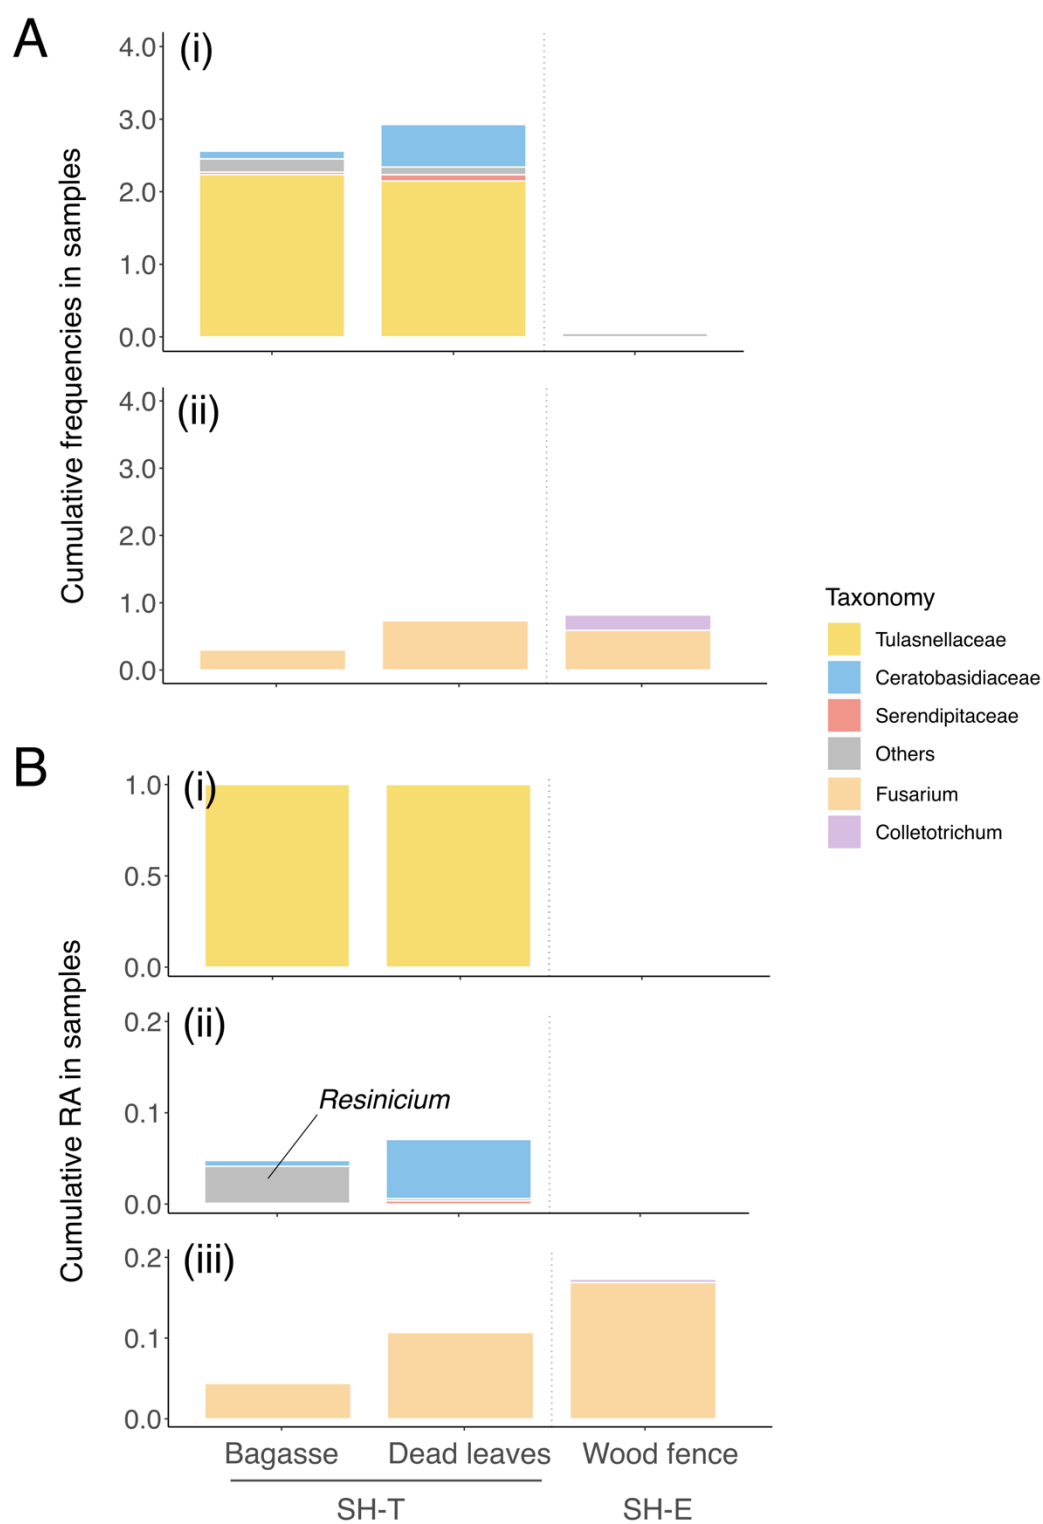 A
(i)
4.0
3.0
2.0
1.0
0.0
(ii)
4.0
3.0
2.0
1.0
0.0
Cumulative frequencies in samples
Taxonomy
Tulasnellaceae
Ceratobasidiaceae
Serendipitaceae
Others
Fusarium
Colletotrichum
B
(i)
1.0
0.5
0.0
(ii)
0.2
0.1
0.0
Resinicium
(iii)
0.2
0.1
0.0
Cumulative RA in samples
Bagasse Dead leaves Wood fence
SH-T SH-E